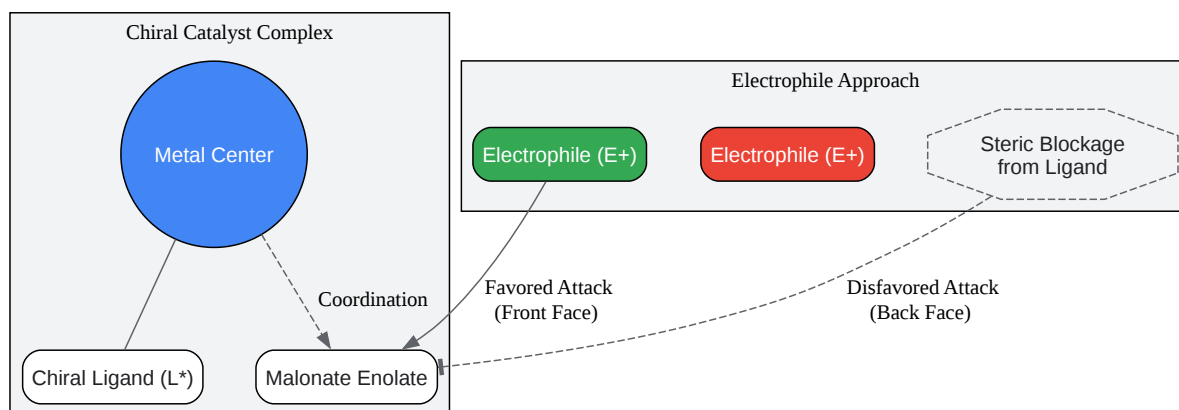 Chiral Catalyst Complex
Metal Center
Coordination
Chiral Ligand (L*)
Malonate Enolate
Electrophile Approach
Electrophile (E+)
Electrophile (E+)
Steric Blockage
from Ligand
Favored Attack
(Front Face)
Disfavored Attack
(Back Face)